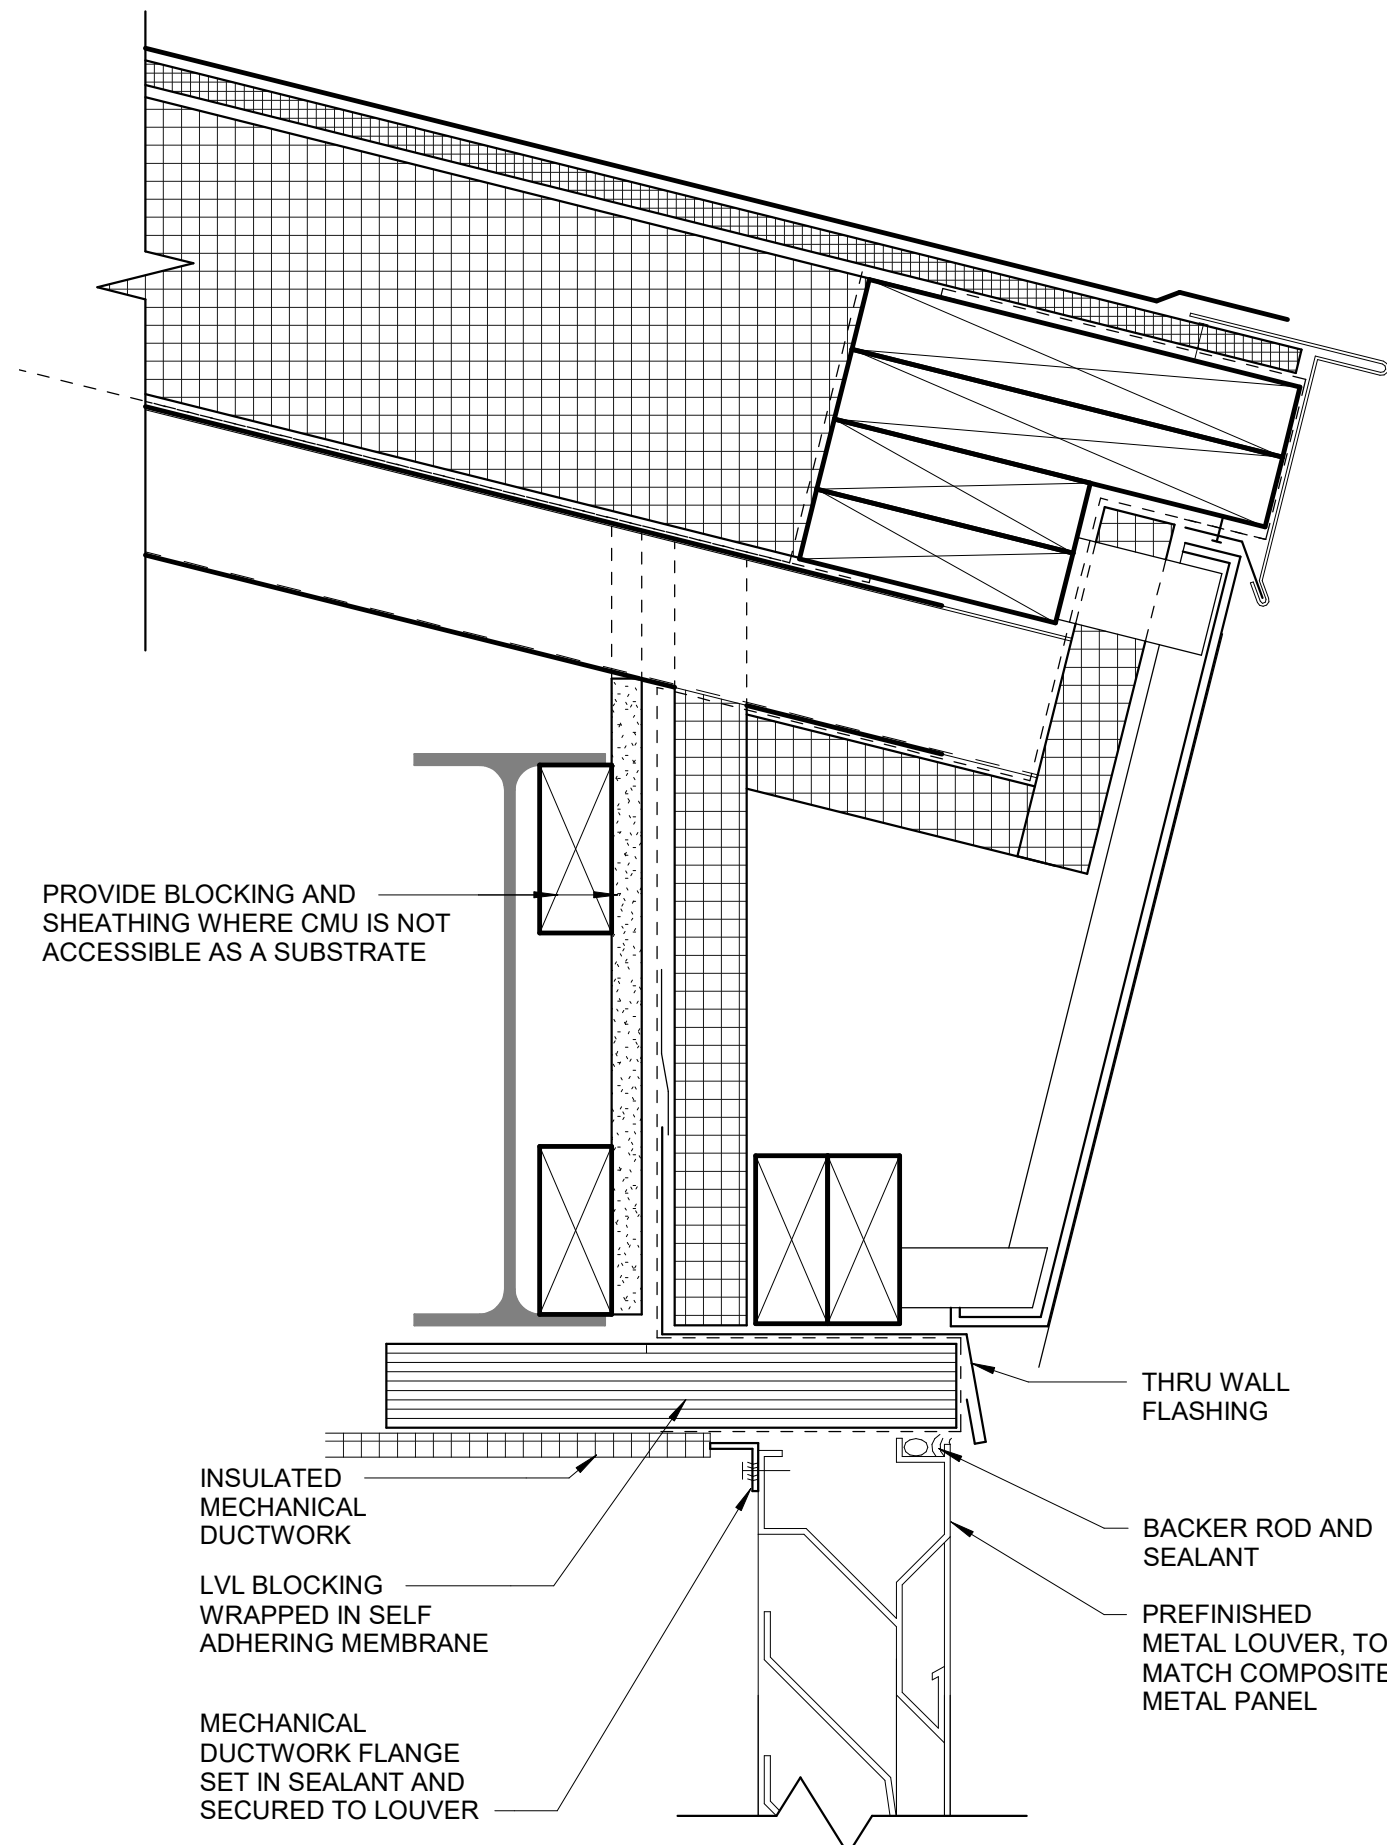 PROVIDE BLOCKING AND
SHEATHING WHERE CMU IS NOT
ACCESSIBLE AS A SUBSTRATE
THRU WALL
FLASHING
INSULATED
MECHANICAL
DUCTWORK
BACKER ROD AND
SEALANT
LVL BLOCKING
WRAPPED IN SELF
ADHERING MEMBRANE
PREFINISHED
METAL LOUVER, TO
MATCH COMPOSITE
METAL PANEL
MECHANICAL
DUCTWORK FLANGE
SET IN SEALANT AND
SECURED TO LOUVER